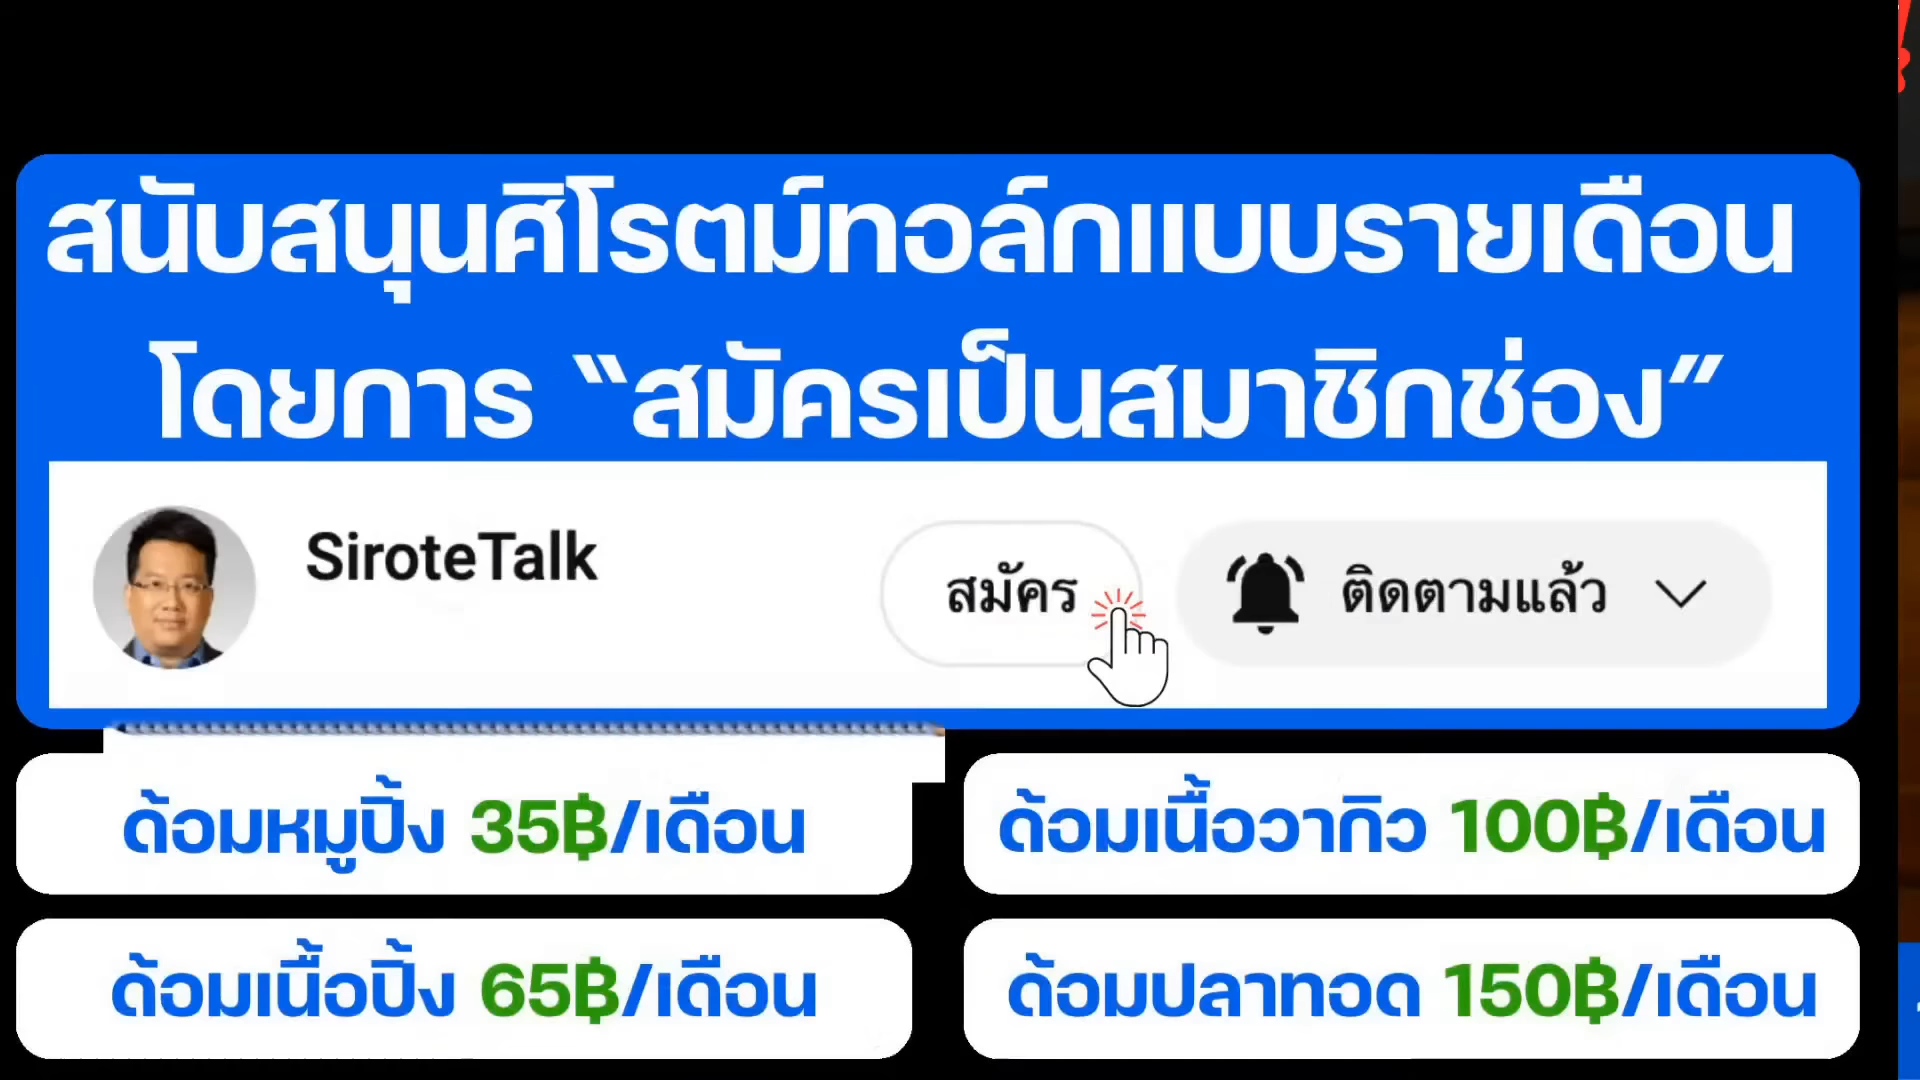 สนับสนุนศิโรตม์ทอล์กแบบรายเดือน
โดยการ “สมัครเป็นสมาชิกช่อง”
SiroteTalk
สมัคร
ติดตามแล้ว
ด้อมหมูปิ้ง 35฿/เดือน
ด้อมเนื้อวากิว 100฿/เดือน
ด้อมเนื้อปิ้ง 65฿/เดือน
ด้อมปลาทอด 150฿/เดือน